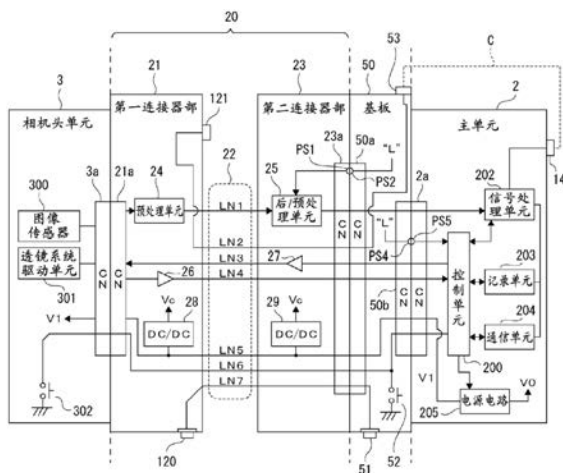 20
53
C
3
21
23
50
2
相机头单元
第一连接器部
第二连接器部
基板
主单元
121
23a
50a
"L"
3a
21a
22
PS1
PS2
14
202
24
25
2a
300
预处理单元
LN1
后/预处理单元
信号处理单元
图像传感器
"L"
PS5
LN2
PS4
203
透镜系统驱动单元
26
27
LN3
LN4
控制单元
记录单元
CN
CN
CN
CN
CN
CN
301
Vc
28
Vc
29
50b
204
V1
DC/DC
DC/DC
通信单元
LN5
LN6
V1
200
LN7
V0
电源电路
302
205
120
51
52